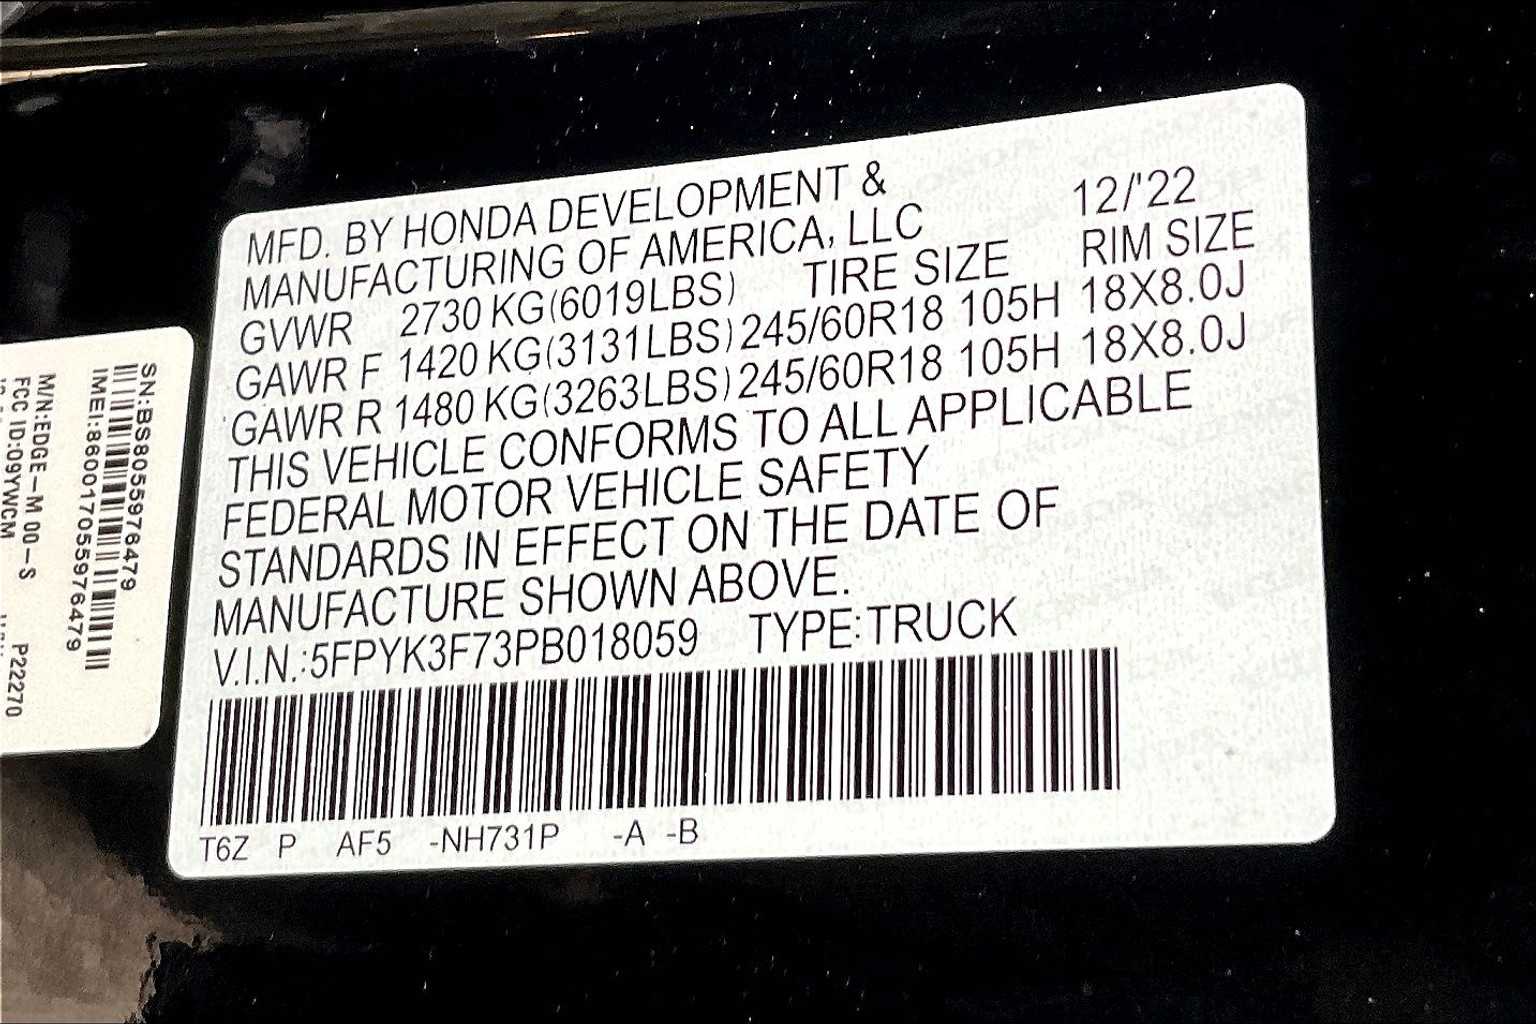 MFD. BY HONDA DEVELOPMENT &
MANUFACTURING OF AMERICA, LLC 12/'22
GVWR 2730 KG(6019LBS) TIRE SIZE RIM SIZE
GAWR F 1420 KG(3131LBS) 245/60R18 105H 18X8.0J
GAWR R 1480 KG(3263LBS) 245/60R18 105H 18X8.0J
THIS VEHICLE CONFORMS TO ALL APPLICABLE
FEDERAL MOTOR VEHICLE SAFETY
STANDARDS IN EFFECT ON THE DATE OF
MANUFACTURE SHOWN ABOVE.
V.I.N.:5FPYK3F73PB018059 TYPE:TRUCK
T6Z P AF5 -NH731P -A -B
SN:BS8055976479
IMEI:860017055976479
M/N:EDGE-M 00-S P22270
FCC ID:09YWCM